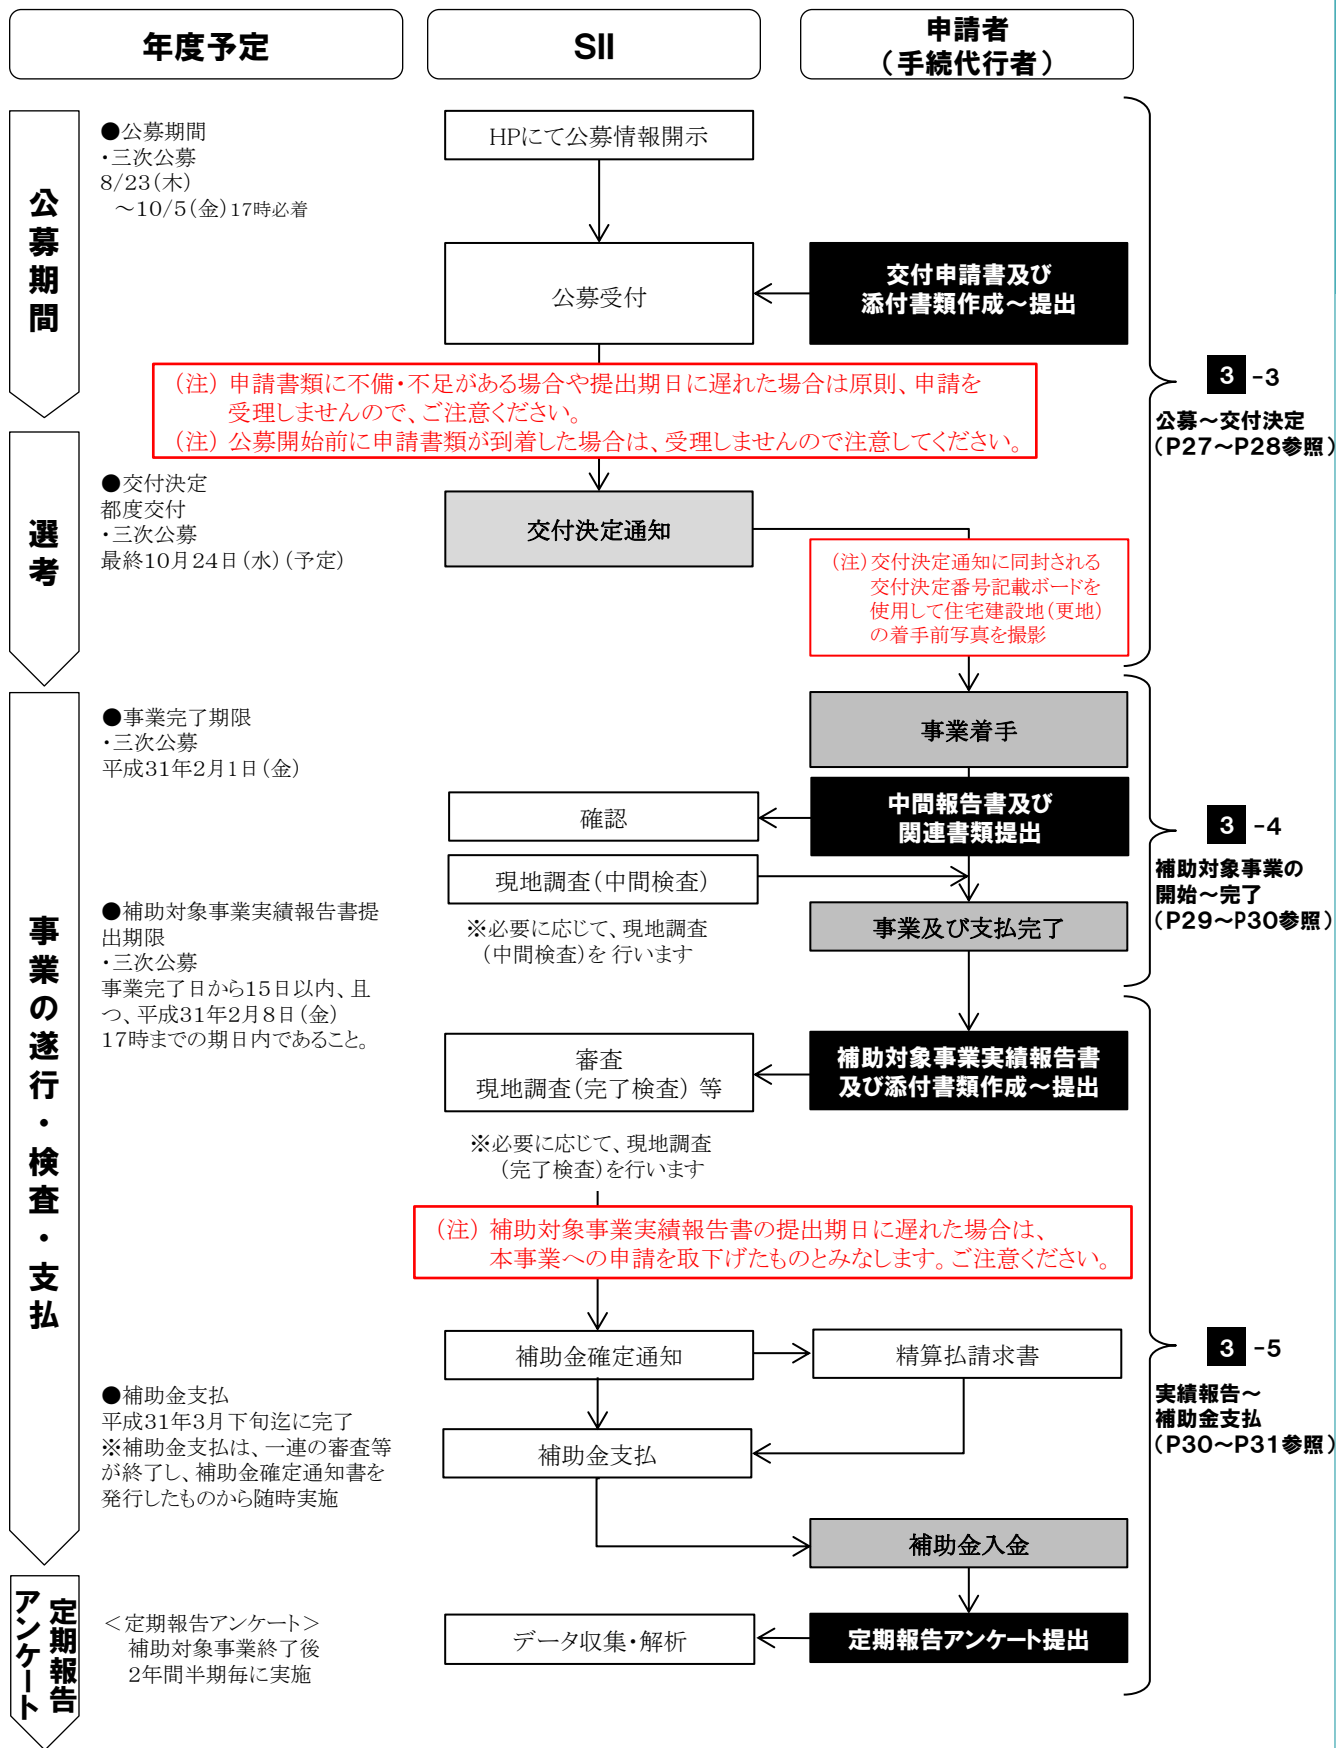 年度予定
SII
申請者
(手続代行者)
公募期間
●公募期間
・三次公募
8/23(木)
～10/5(金)17時必着
HPにて公募情報開示
公募受付
交付申請書及び
添付書類作成～提出
(注) 申請書類に不備・不足がある場合や提出期日に遅れた場合は原則、申請を
受理しませんので、ご注意ください。
(注) 公募開始前に申請書類が到着した場合は、受理しませんので注意してください。
3 -3
公募～交付決定
(P27～P28参照)
選考
●交付決定
都度交付
・三次公募
最終10月24日(水)(予定)
交付決定通知
(注)交付決定通知に同封される
交付決定番号記載ボードを
使用して住宅建設地(更地)
の着手前写真を撮影
事業の遂行・検査・支払
●事業完了期限
・三次公募
平成31年2月1日(金)
事業着手
確認
中間報告書及び
関連書類提出
現地調査(中間検査)
※必要に応じて、現地調査
(中間検査)を 行います
事業及び支払完了
3 -4
補助対象事業の
開始～完了
(P29～P30参照)
●補助対象事業実績報告書提
出期限
・三次公募
事業完了日から15日以内、且
つ、平成31年2月8日(金)
17時までの期日内であること。
審査
現地調査(完了検査) 等
補助対象事業実績報告書
及び添付書類作成～提出
※必要に応じて、現地調査
(完了検査)を行います
(注) 補助対象事業実績報告書の提出期日に遅れた場合は、
本事業への申請を取下げたものとみなします。ご注意ください。
補助金確定通知
精算払請求書
3 -5
実績報告～
補助金支払
(P30～P31参照)
●補助金支払
平成31年3月下旬迄に完了
※補助金支払は、一連の審査等
が終了し、補助金確定通知書を
発行したものから随時実施
補助金支払
補助金入金
定期報告
アンケート
＜定期報告アンケート＞
補助対象事業終了後
2年間半期毎に実施
データ収集・解析
定期報告アンケート提出